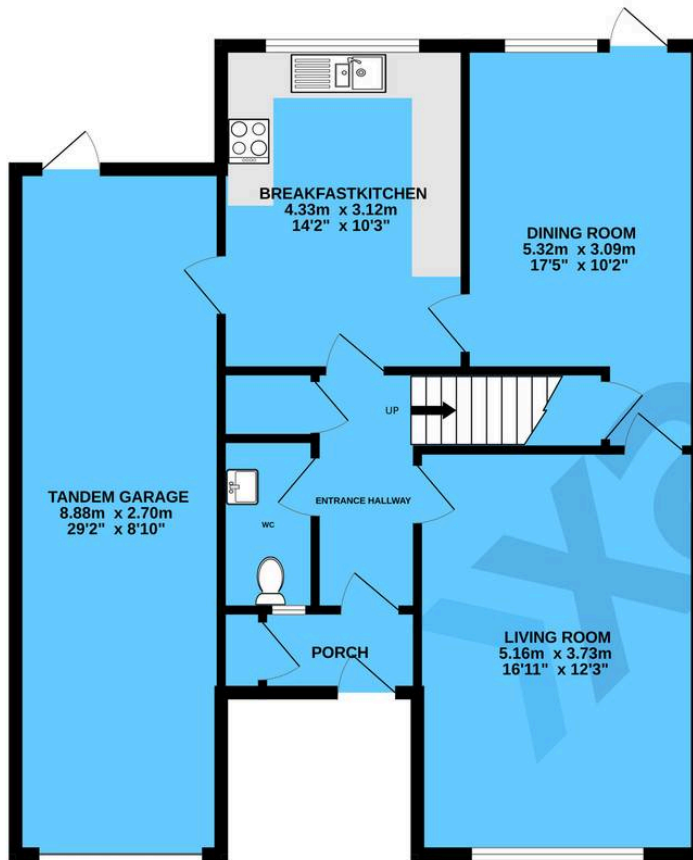 BREAKFASTKITCHEN
4.33m x 3.12m
14'2" x 10'3"
DINING ROOM
5.32m x 3.09m
17'5" x 10'2"
UP
TANDEM GARAGE
8.88m x 2.70m
29'2" x 8'10"
ENTRANCE HALLWAY
WC
PORCH
LIVING ROOM
5.16m x 3.73m
16'11" x 12'3"